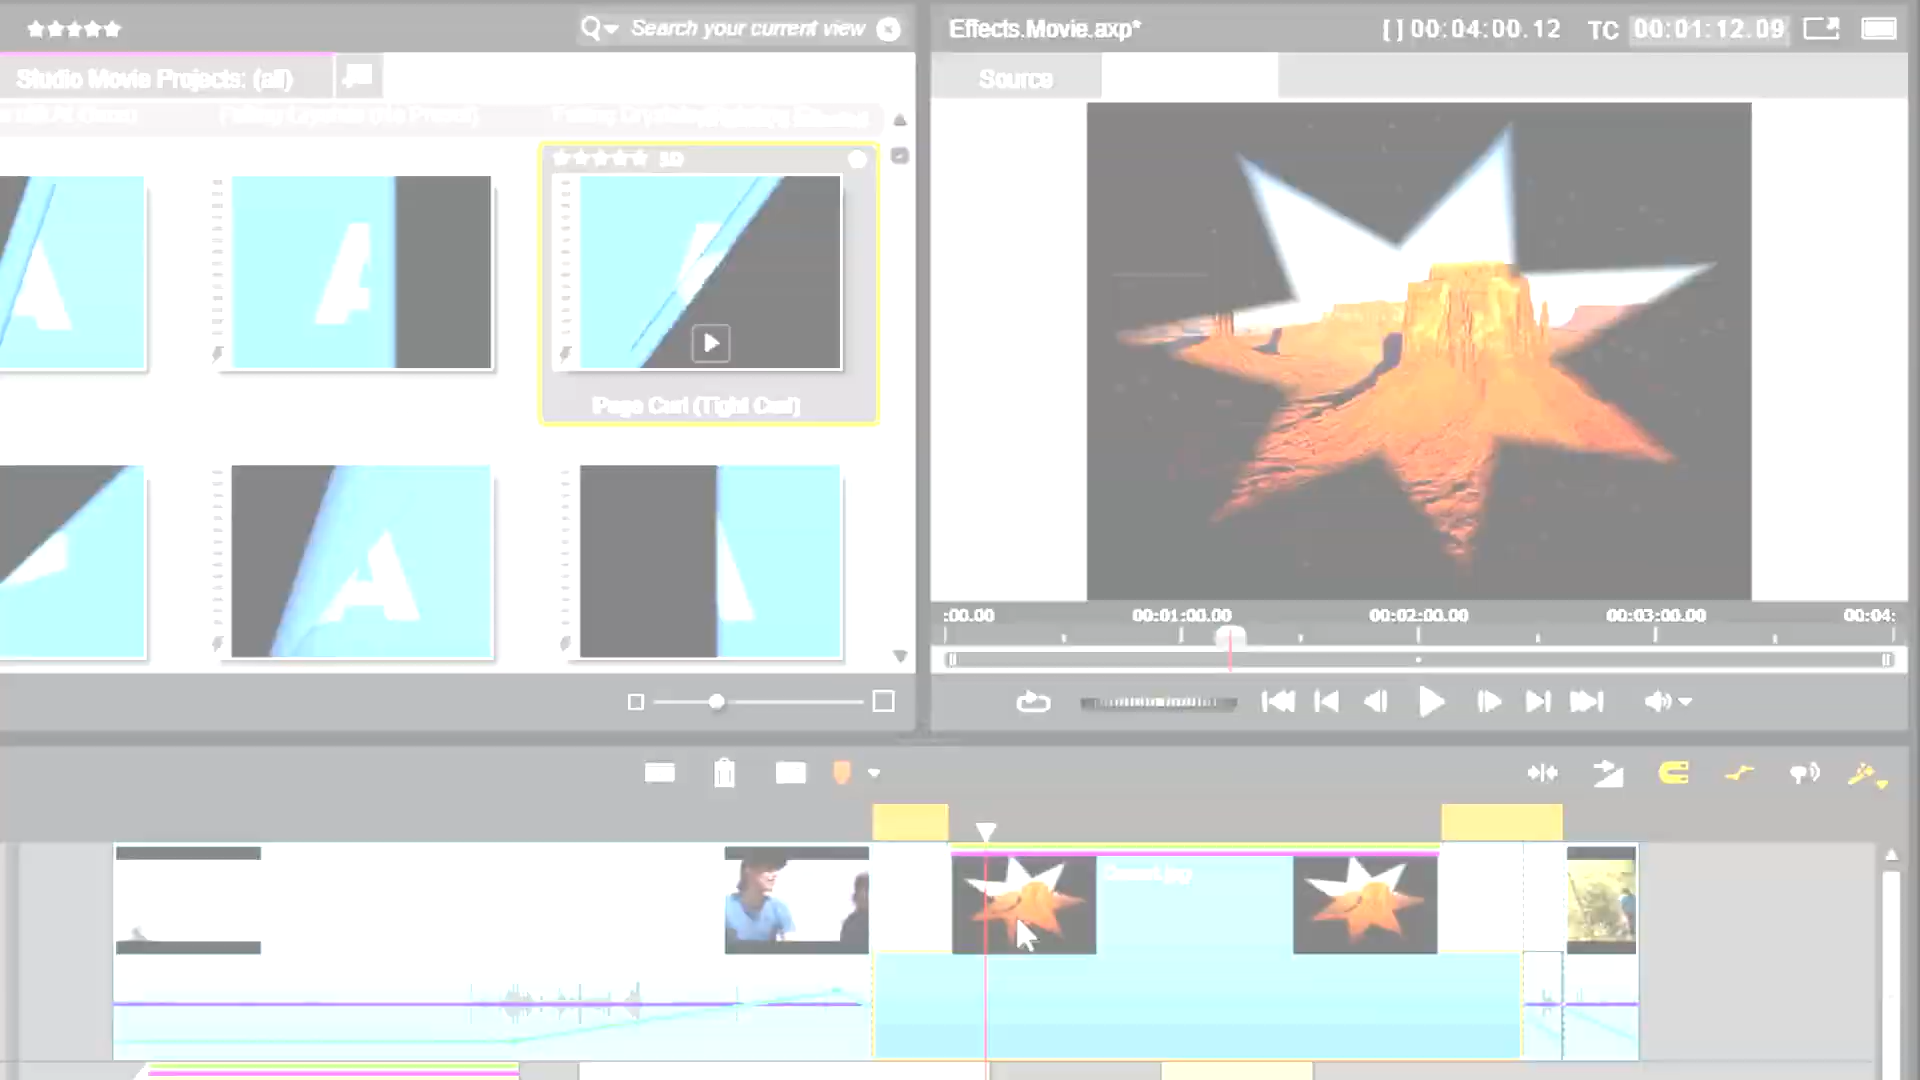 Search your current view
Effects.Movie.axp*
[ ] 00:04:00.12
TC 00:01:12.09
Studio Movie Projects: (all)
Source
3D
Page Curl (Tight Curl)
:00.00 00:01:00.00 00:02:00.00 00:03:00.00 00:04: